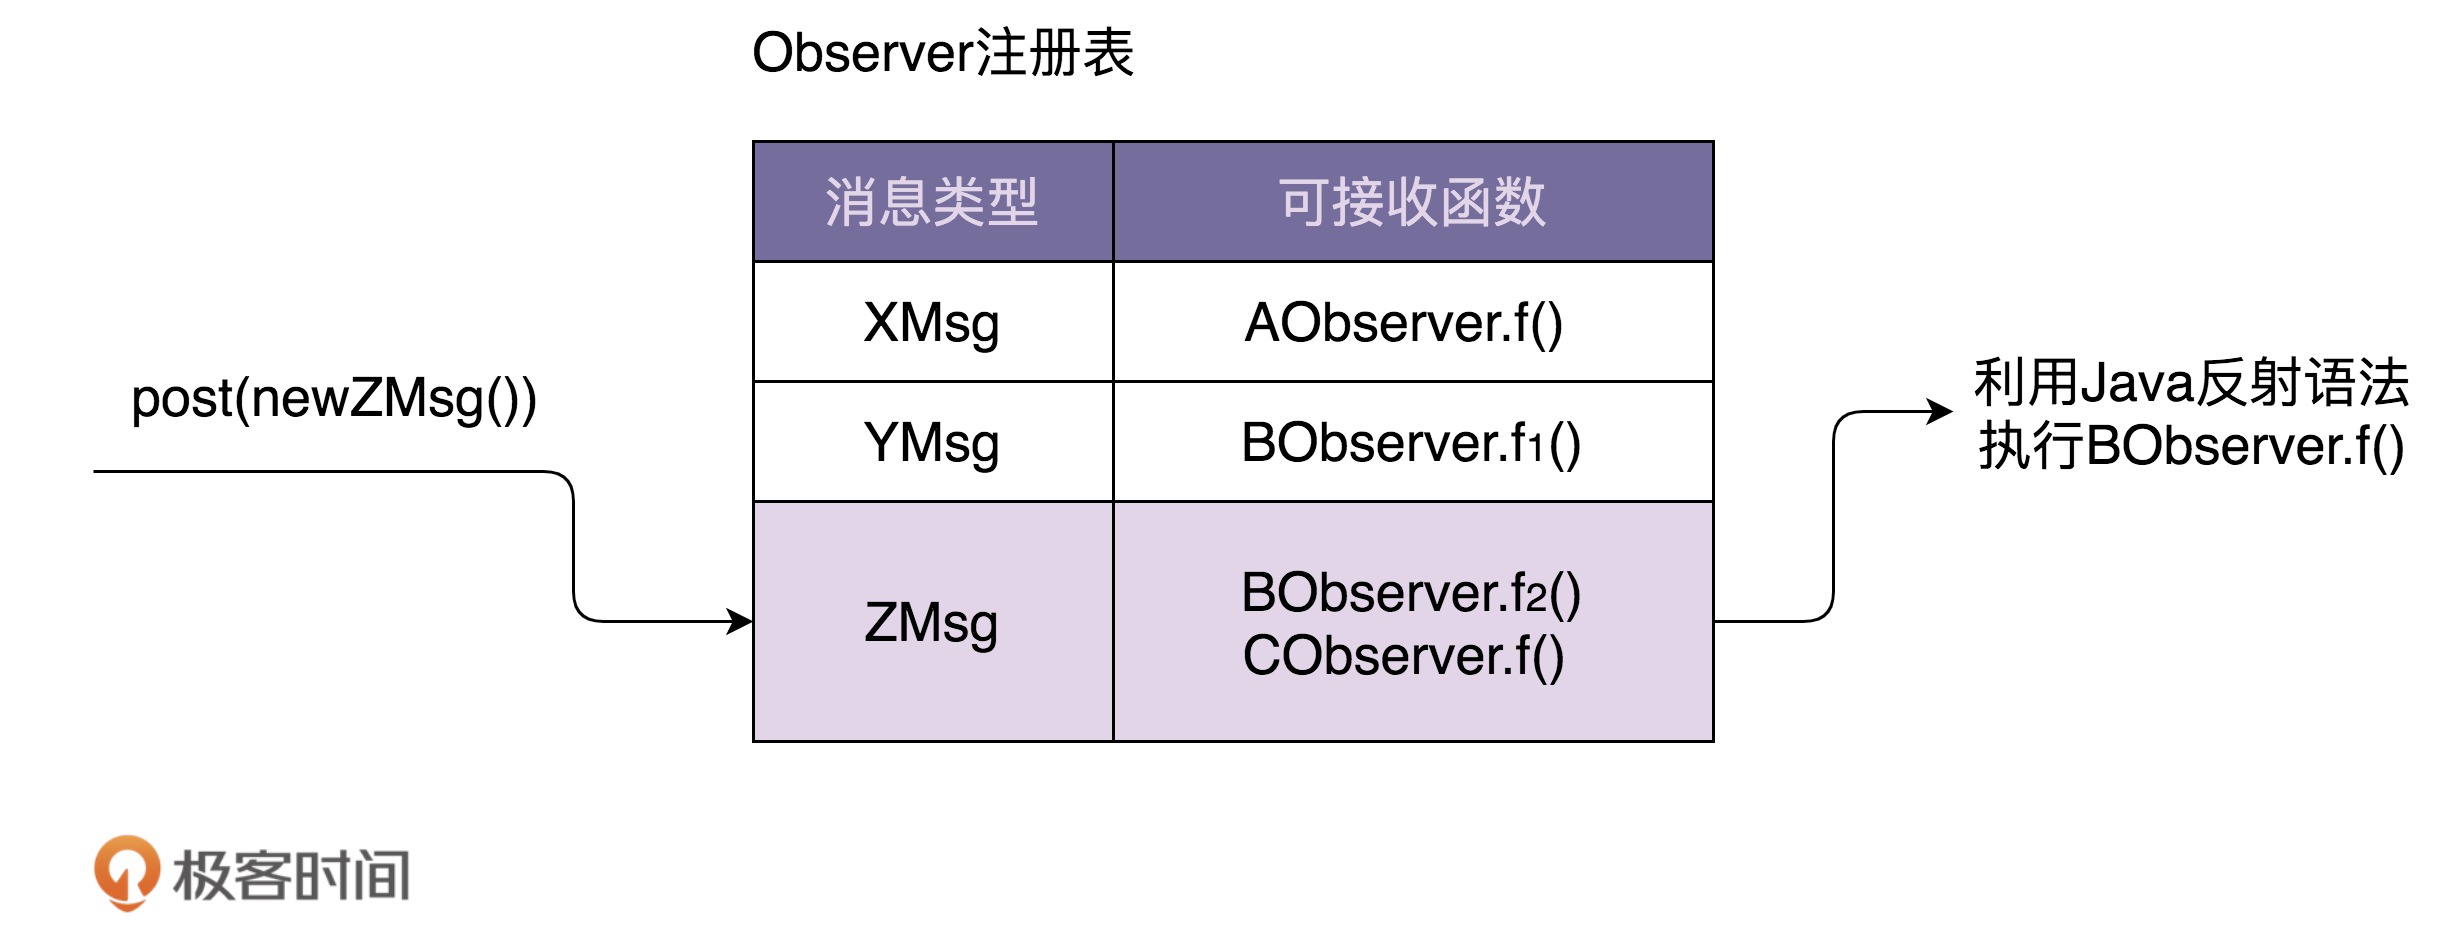 Observer注册表
消息类型 可接收函数
XMsg AObserver.f()
post(newZMsg())
YMsg BObserver.f1()
利用Java反射语法
执行BObserver.f()
ZMsg
BObserver.f2()
CObserver.f()
极客时间